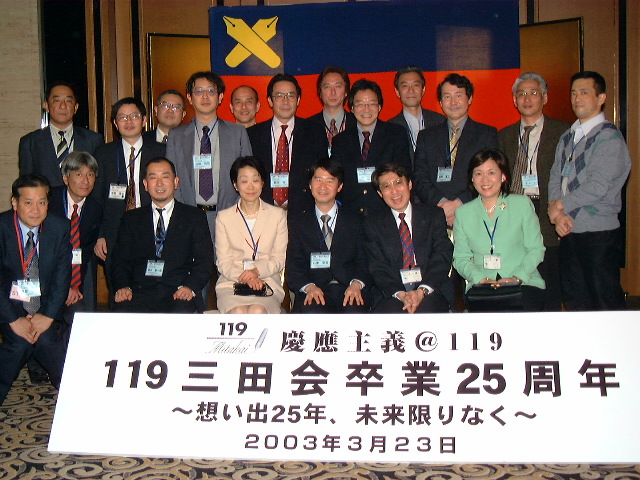 119
Mitakai
慶應主義@119
119三田会卒業25周年
～想い出25年、未来限りなく～
2003年3月23日